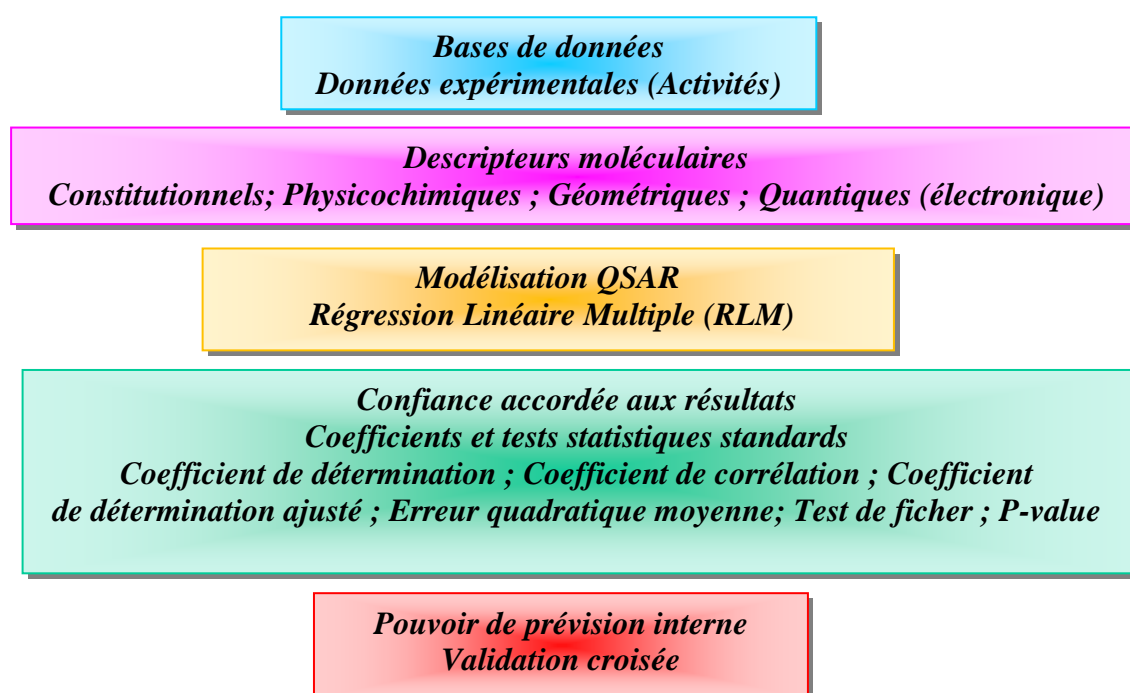 Bases de données
Données expérimentales (Activités)
Descripteurs moléculaires
Constitutionnels; Physicochimiques ; Géométriques ; Quantiques (électronique)
Modélisation QSAR
Régression Linéaire Multiple (RLM)
Confiance accordée aux résultats
Coefficients et tests statistiques standards
Coefficient de détermination ; Coefficient de corrélation ; Coefficient
de détermination ajusté ; Erreur quadratique moyenne; Test de ficher ; P-value
Pouvoir de prévision interne
Validation croisée